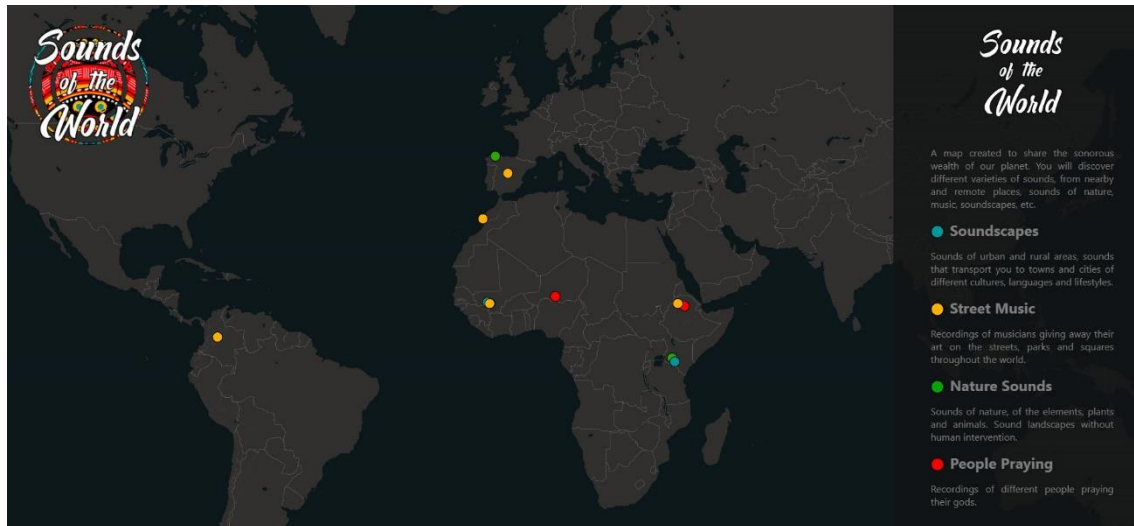 Sounds
of the
World
Sounds
of the
World
A map created to share the sonorous
wealth of our planet. You will discover
different varieties of sounds, from nearby
and remote places, sounds of nature,
music, soundscapes, etc.
Soundscapes
Sounds of urban and rural areas, sounds
that transport you to towns and cities of
different cultures, languages and lifestyles.
Street Music
Recordings of musicians giving away their
art on the streets, parks and squares
throughout the world.
Nature Sounds
Sounds of nature, of the elements, plants
and animals. Sound landscapes without
human intervention.
People Praying
Recordings of different people praying
their gods.